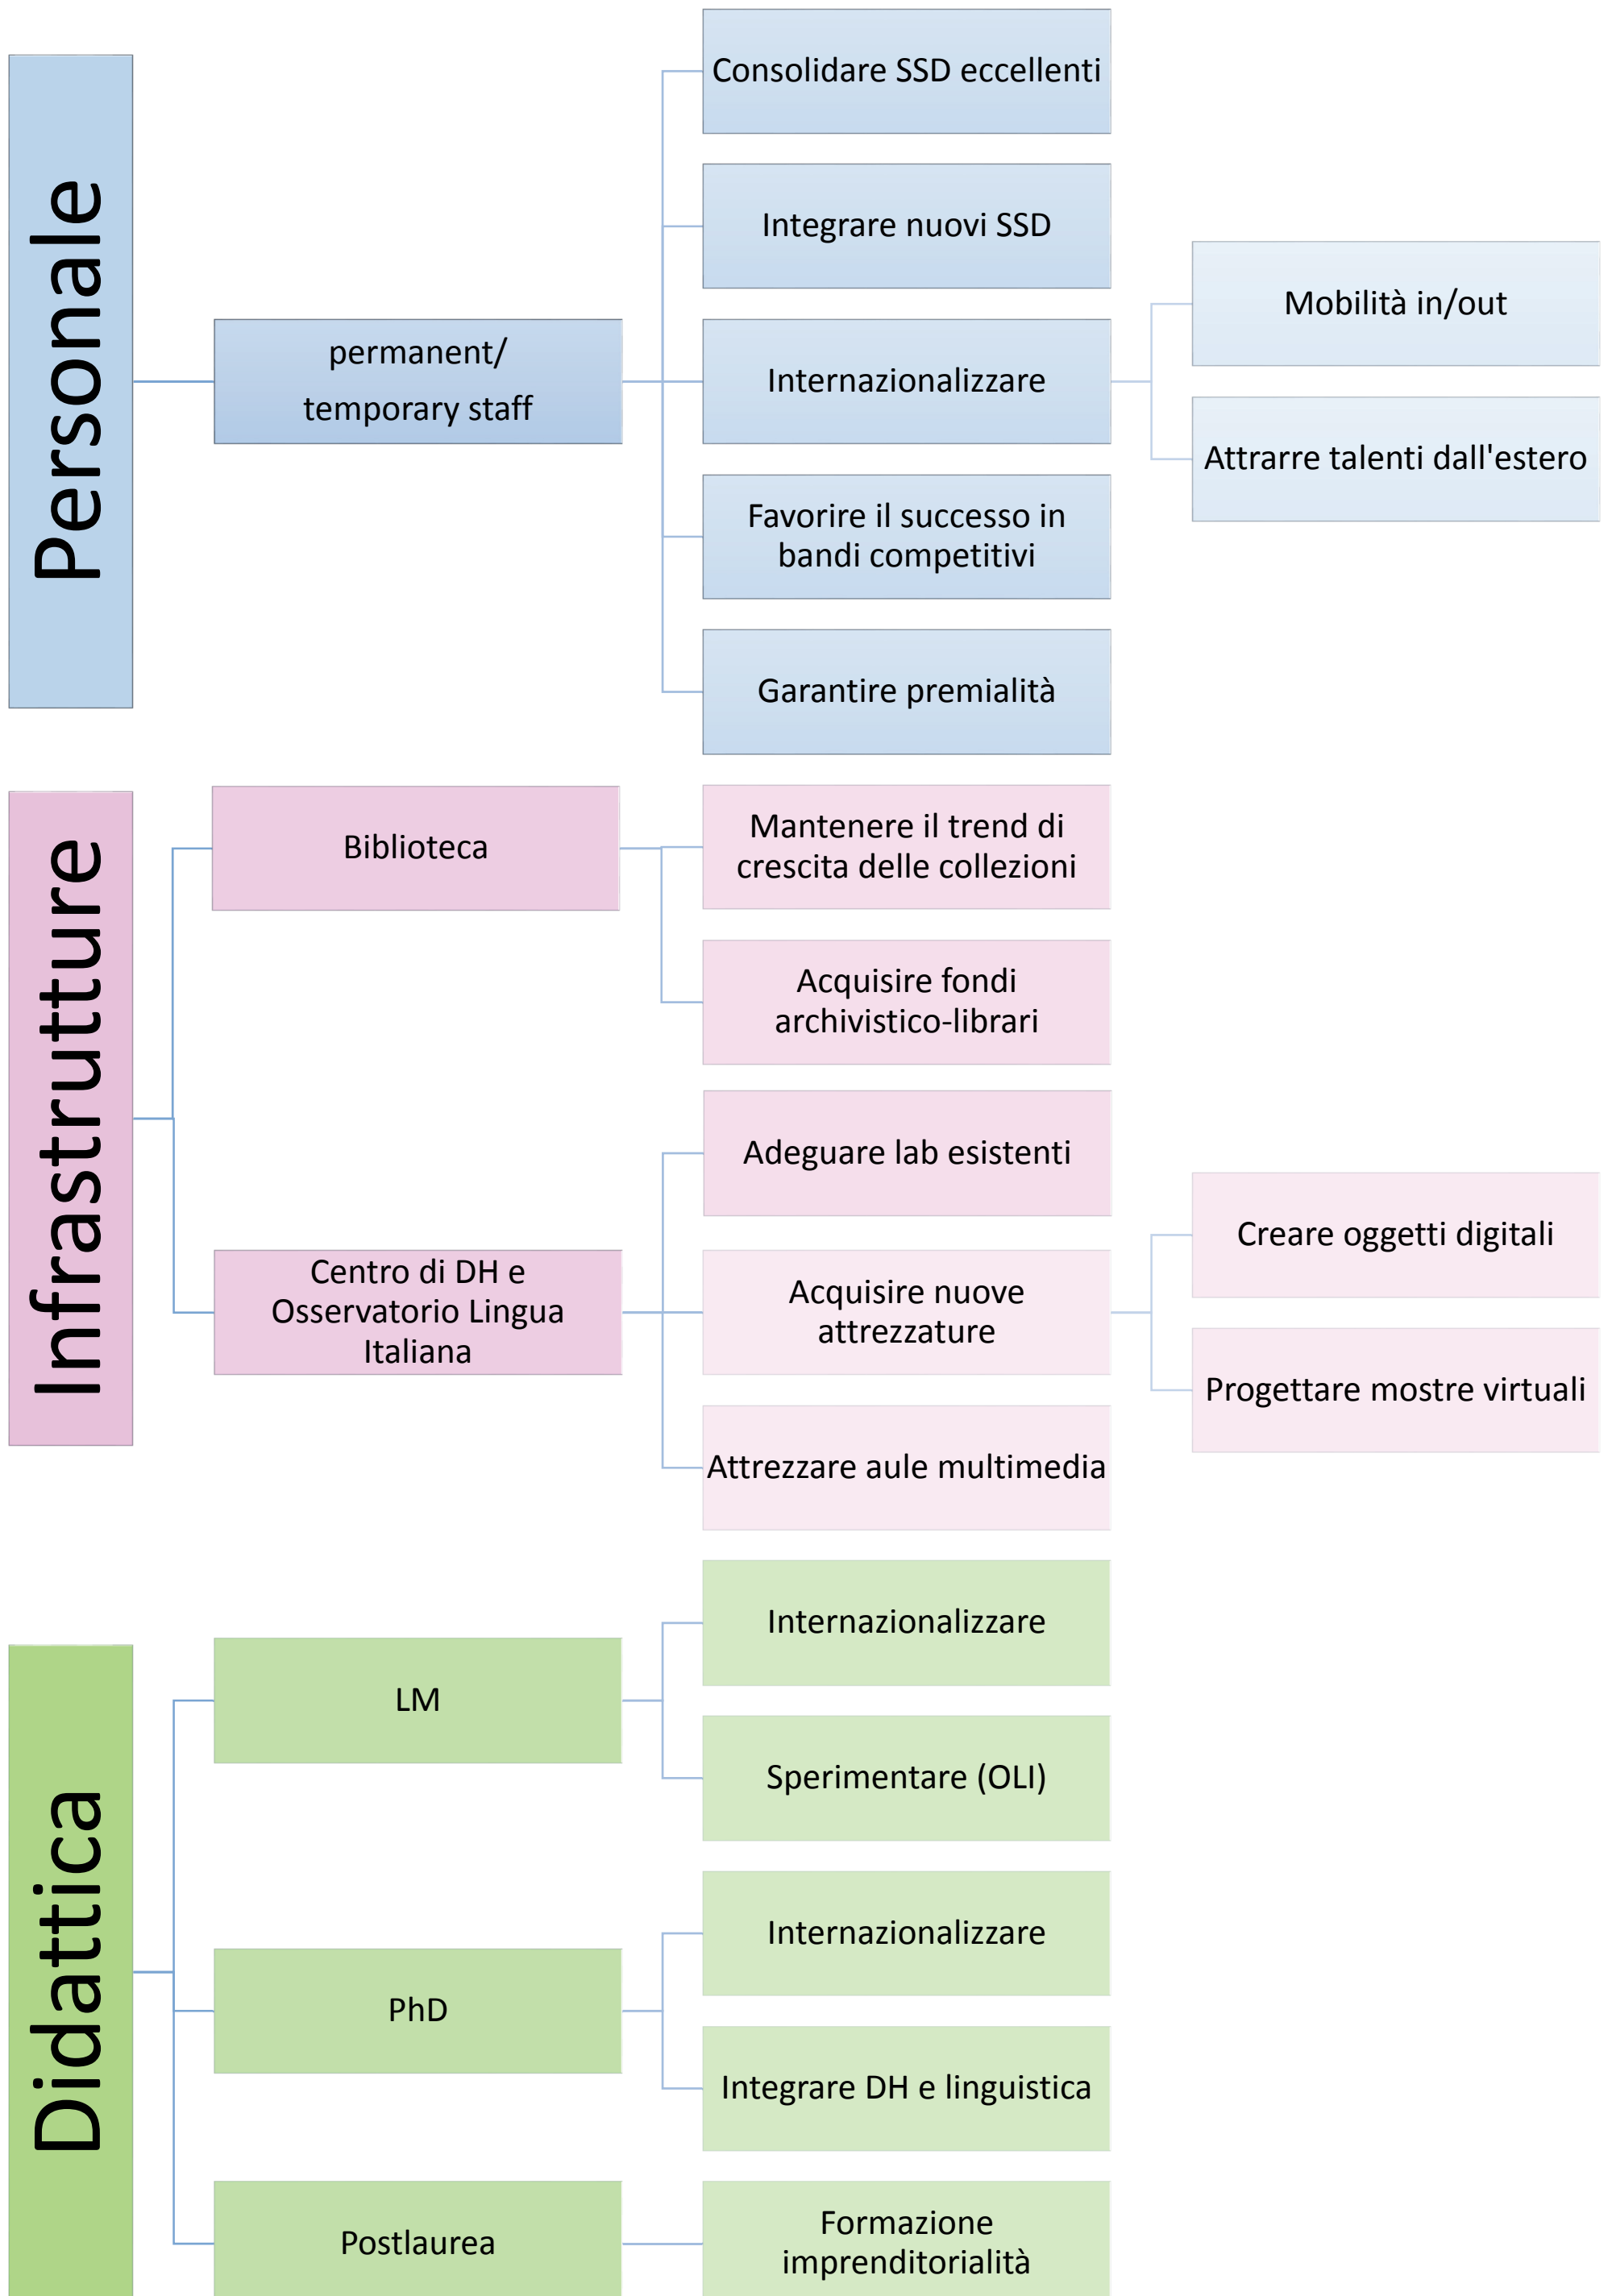 Personale
permanent/
temporary staff
Consolidare SSD eccellenti
Integrare nuovi SSD
Internazionalizzare
Mobilità in/out
Attrarre talenti dall'estero
Favorire il successo in
bandi competitivi
Garantire premialità
Infrastrutture
Biblioteca
Mantenere il trend di
crescita delle collezioni
Acquisire fondi
archivistico-librari
Centro di DH e
Osservatorio Lingua
Italiana
Adeguare lab esistenti
Acquisire nuove
attrezzature
Creare oggetti digitali
Progettare mostre virtuali
Attrezzare aule multimedia
Didattica
LM
Internazionalizzare
Sperimentare (OLI)
PhD
Internazionalizzare
Integrare DH e linguistica
Postlaurea
Formazione
imprenditorialità